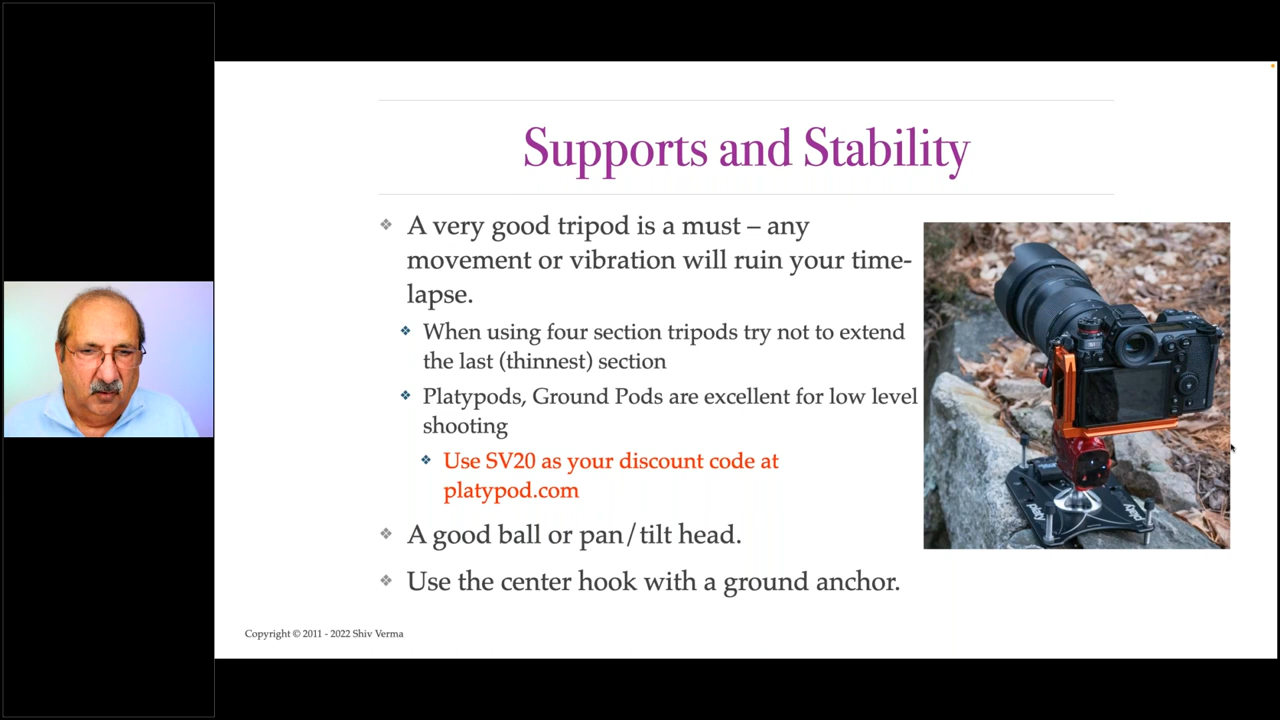 Supports and Stability
❖ A very good tripod is a must – any
movement or vibration will ruin your time-
lapse.
❖ When using four section tripods try not to extend
the last (thinnest) section
❖ Platypods, Ground Pods are excellent for low level
shooting
❖ Use SV20 as your discount code at
platypod.com
❖ A good ball or pan/tilt head.
❖ Use the center hook with a ground anchor.
platy
platy
Copyright © 2011 - 2022 Shiv Verma